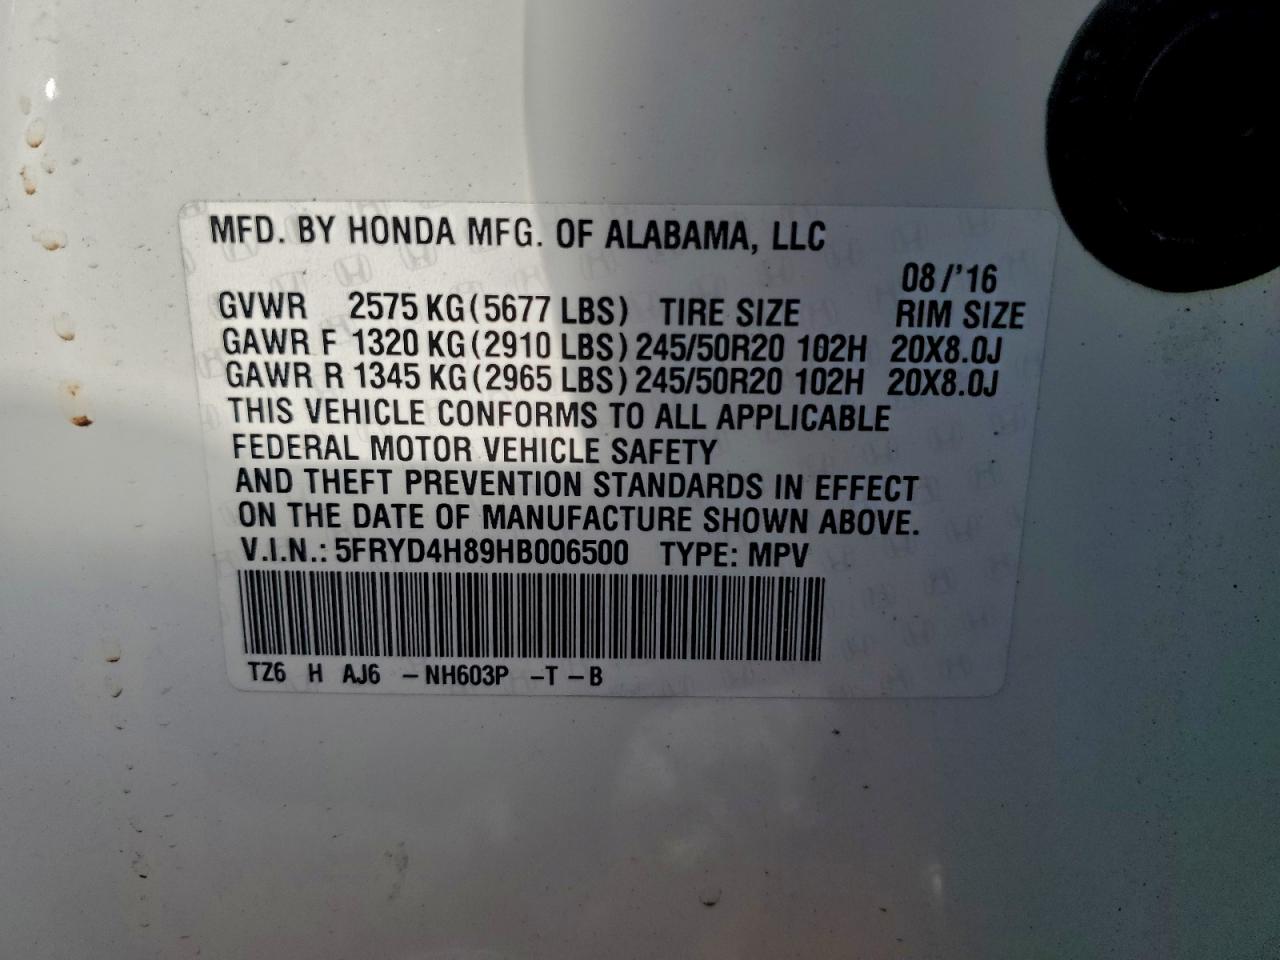 MFD. BY HONDA MFG. OF ALABAMA, LLC
08/'16
GVWR 2575 KG(5677 LBS) TIRE SIZE RIM SIZE
GAWR F 1320 KG(2910 LBS) 245/50R20 102H 20X8.0J
GAWR R 1345 KG(2965 LBS) 245/50R20 102H 20X8.0J
THIS VEHICLE CONFORMS TO ALL APPLICABLE
FEDERAL MOTOR VEHICLE SAFETY
AND THEFT PREVENTION STANDARDS IN EFFECT
ON THE DATE OF MANUFACTURE SHOWN ABOVE.
V.I.N.: 5FRYD4H89HB006500 TYPE: MPV
TZ6 H AJ6 -NH603P -T -B